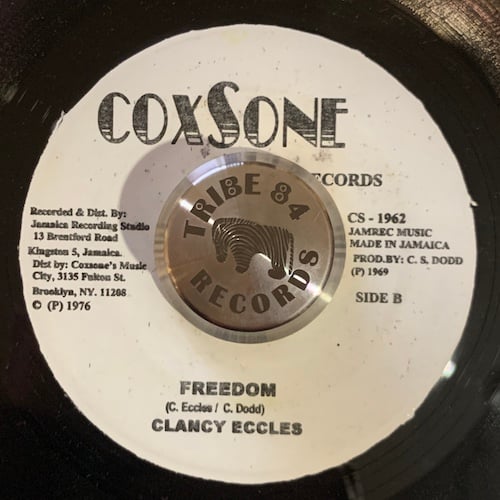 COXSONE
RECORDS
TRIBE 84
RECORDS
Recorded & Dist. By:
Jamaica Recording Studio
13 Brentford Road
Kingston 5, Jamaica.
Dist by: Coxsone's Music
City, 3135 Fulton St.
Brooklyn, NY. 11208
© (P) 1976
CS - 1962
JAMREC MUSIC
MADE IN JAMAICA
PROD.BY: C. S. DODD
(P) 1969
SIDE B
FREEDOM
(C. Eccles / C. Dodd)
CLANCY ECCLES